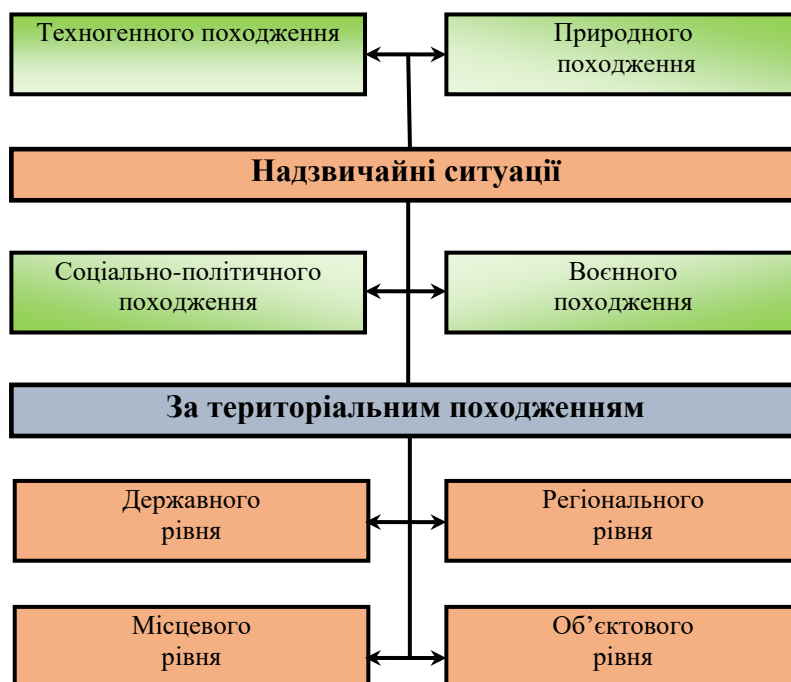 Техногенного походження
Природного
походження
Надзвичайні ситуації
Соціально-політичного
походження
Воєнного
походження
За територіальним походженням
Державного
рівня
Регіонального
рівня
Місцевого
рівня
Об’єктового
рівня